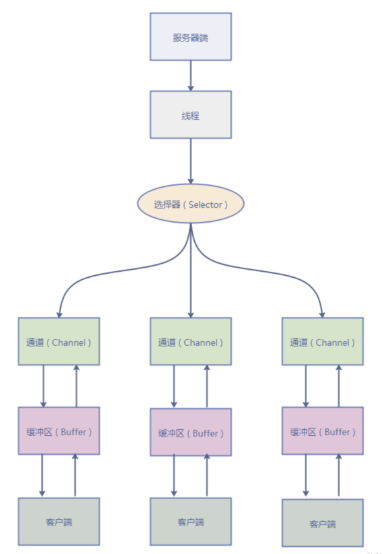 服务器端
线程
选择器 ( Selector )
通道 ( Channel )
通道 ( Channel )
通道 ( Channel )
缓冲区 ( Buffer )
缓冲区 ( Buffer )
缓冲区 ( Buffer )
客户端
客户端
客户端